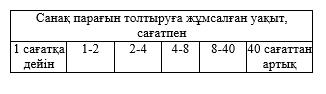 Санақ парағын толтыруға жұмсалған уақыт,
сағатпен
1 сағатқа 1-2 2-4 4-8 8-40 40 сағаттан
дейін артық